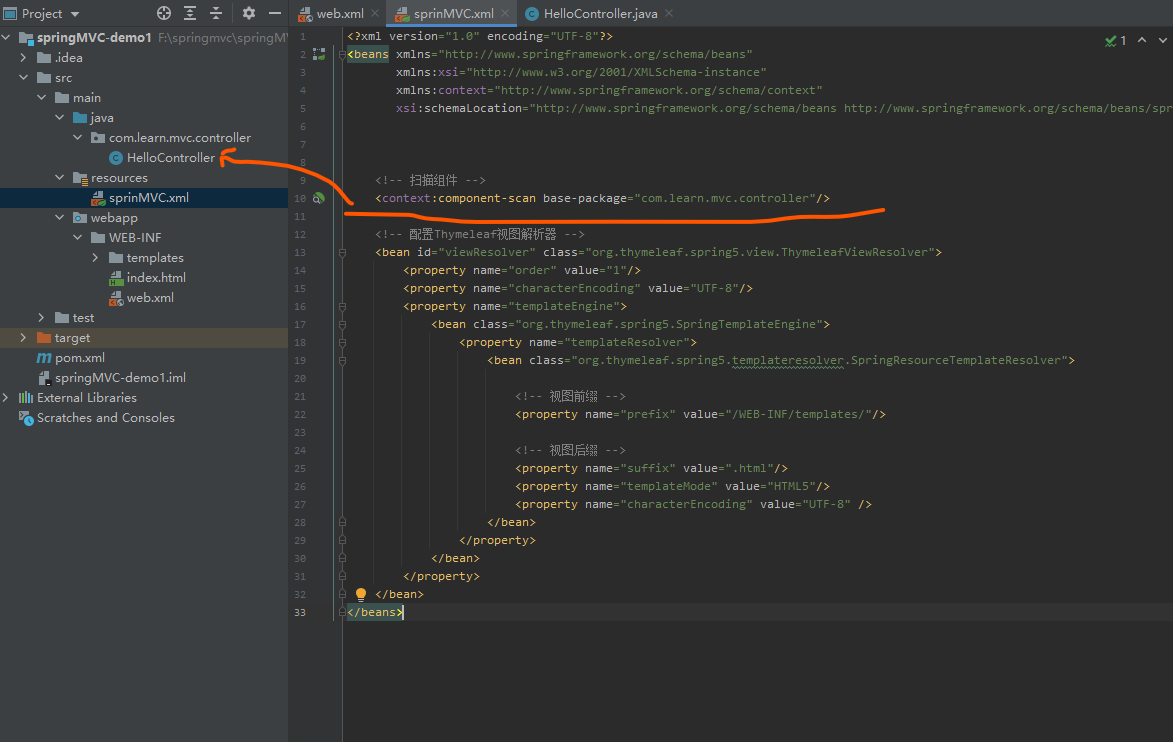 Project
web.xml
sprinMVC.xml
HelloController.java
springMVC-demo1 F:\springmvc\springM
.idea
src
main
java
com.learn.mvc.controller
HelloController
resources
sprinMVC.xml
webapp
WEB-INF
templates
index.html
web.xml
test
target
pom.xml
springMVC-demo1.iml
External Libraries
Scratches and Consoles
1
1 <?xml version="1.0" encoding="UTF-8"?>
2 <beans xmlns="http://www.springframework.org/schema/beans"
3 xmlns:xsi="http://www.w3.org/2001/XMLSchema-instance"
4 xmlns:context="http://www.springframework.org/schema/context"
5 xsi:schemaLocation="http://www.springframework.org/schema/beans http://www.springframework.org/schema/beans/spr
6
7
8
9 <!-- 扫描组件 -->
10 <context:component-scan base-package="com.learn.mvc.controller"/>
11
12 <!-- 配置Thymeleaf视图解析器 -->
13 <bean id="viewResolver" class="org.thymeleaf.spring5.view.ThymeleafViewResolver">
14 <property name="order" value="1"/>
15 <property name="characterEncoding" value="UTF-8"/>
16 <property name="templateEngine">
17 <bean class="org.thymeleaf.spring5.SpringTemplateEngine">
18 <property name="templateResolver">
19 <bean class="org.thymeleaf.spring5.templateresolver.SpringResourceTemplateResolver">
20
21 <!-- 视图前缀 -->
22 <property name="prefix" value="/WEB-INF/templates/"/>
23
24 <!-- 视图后缀 -->
25 <property name="suffix" value=".html"/>
26 <property name="templateMode" value="HTML5"/>
27 <property name="characterEncoding" value="UTF-8" />
28 </bean>
29 </property>
30 </bean>
31 </property>
32 </bean>
33 </beans>